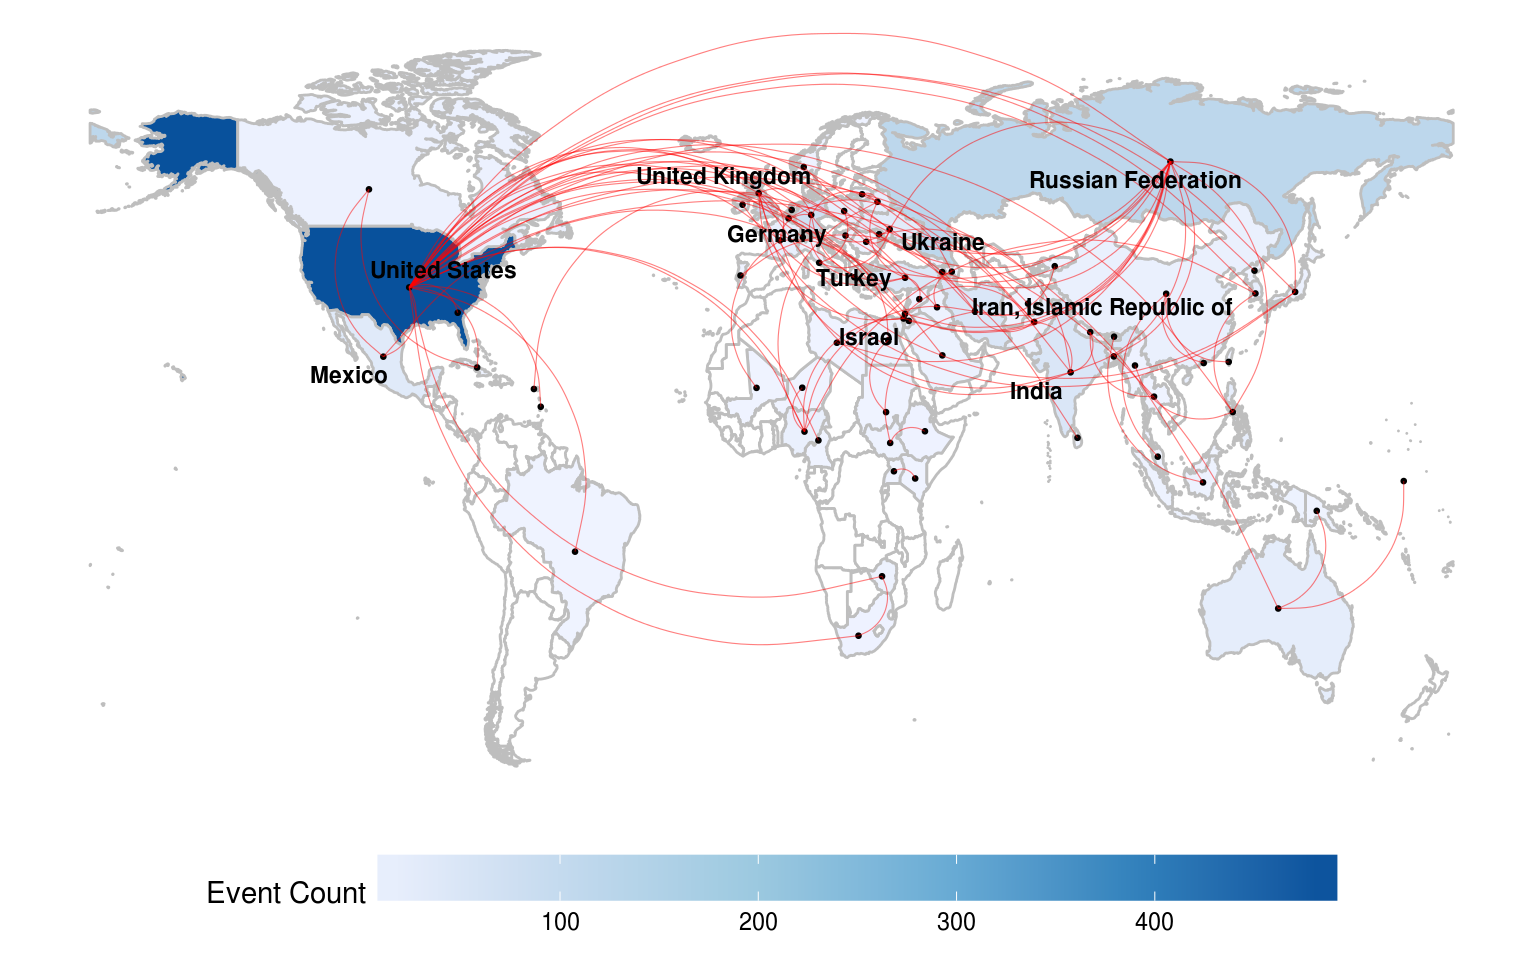 United Kingdom
Russian Federation
Germany
Ukraine
United States
Turkey
Iran, Islamic Republic of
Israel
Mexico
India
Event Count
100
200
300
400